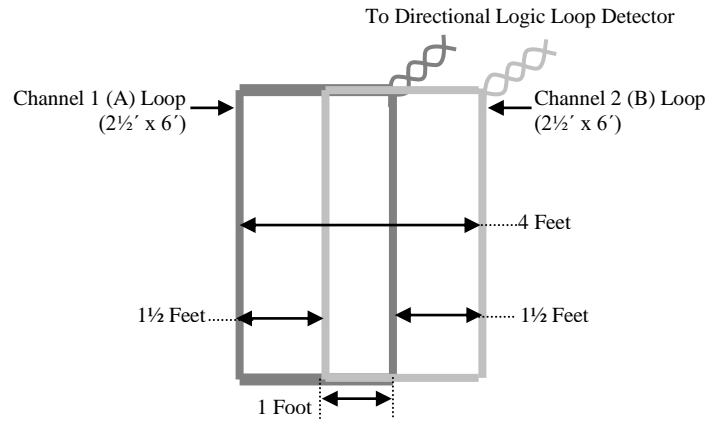 To Directional Logic Loop Detector
Channel 1 (A) Loop
(2½´ x 6´)
Channel 2 (B) Loop
(2½´ x 6´)
4 Feet
1½ Feet
1½ Feet
1 Foot